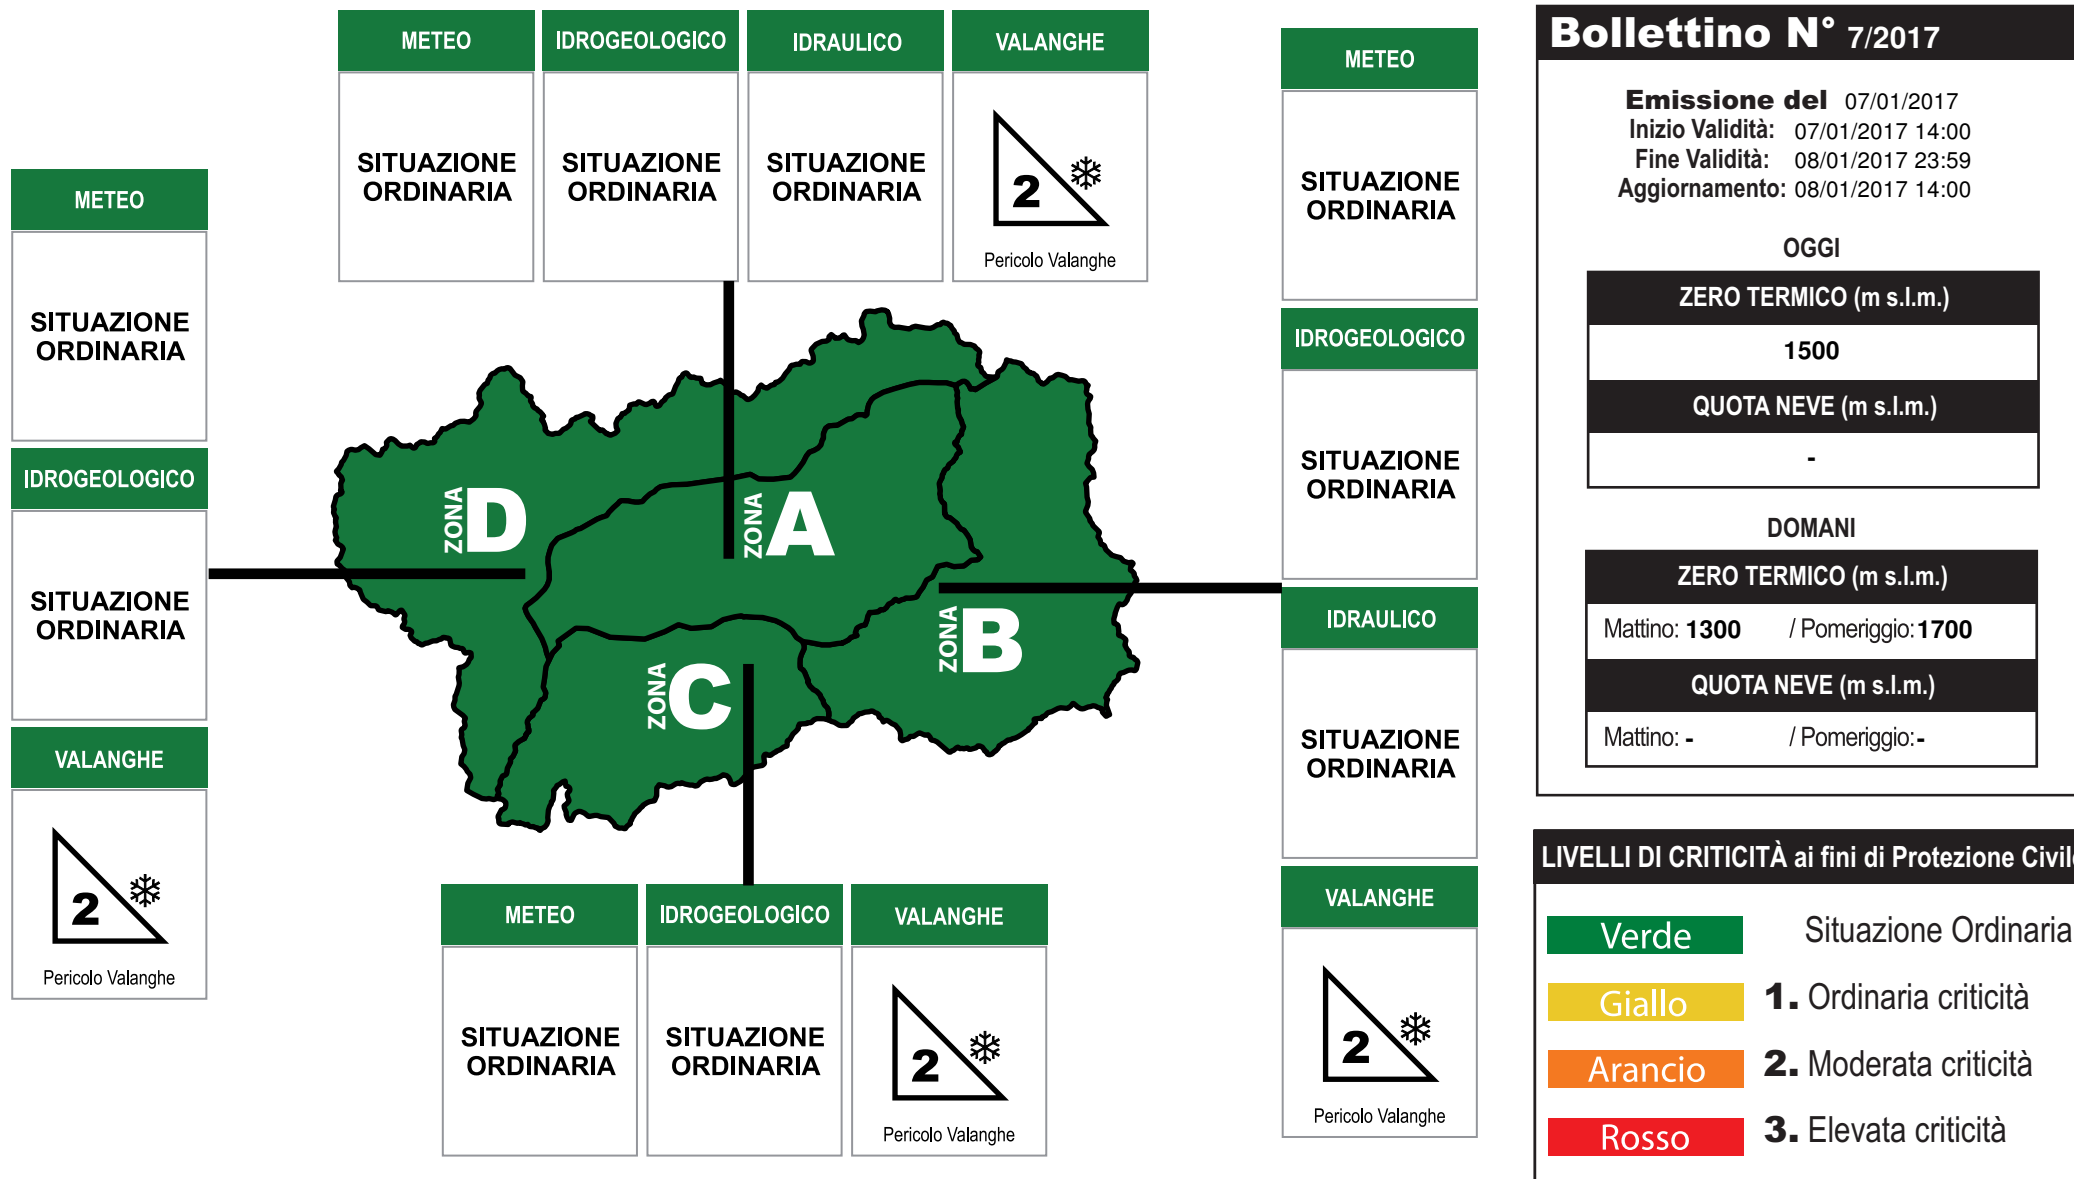 METEO
IDROGEOLOGICO
IDRAULICO
VALANGHE
SITUAZIONE
ORDINARIA
SITUAZIONE
ORDINARIA
SITUAZIONE
ORDINARIA
2
Pericolo Valanghe
METEO
SITUAZIONE
ORDINARIA
IDROGEOLOGICO
SITUAZIONE
ORDINARIA
VALANGHE
2
Pericolo Valanghe
ZONA D
ZONA A
ZONA B
ZONA C
METEO
IDROGEOLOGICO
VALANGHE
SITUAZIONE
ORDINARIA
SITUAZIONE
ORDINARIA
2
Pericolo Valanghe
METEO
SITUAZIONE
ORDINARIA
IDROGEOLOGICO
SITUAZIONE
ORDINARIA
IDRAULICO
SITUAZIONE
ORDINARIA
VALANGHE
2
Pericolo Valanghe
Bollettino N° 7/2017
Emissione del 07/01/2017
Inizio Validità: 07/01/2017 14:00
Fine Validità: 08/01/2017 23:59
Aggiornamento: 08/01/2017 14:00
OGGI
ZERO TERMICO (m s.l.m.)
1500
QUOTA NEVE (m s.l.m.)
-
DOMANI
ZERO TERMICO (m s.l.m.)
Mattino: 1300 / Pomeriggio: 1700
QUOTA NEVE (m s.l.m.)
Mattino: - / Pomeriggio: -
LIVELLI DI CRITICITÀ ai fini di Protezione Civile
Verde Situazione Ordinaria
Giallo 1. Ordinaria criticità
Arancio 2. Moderata criticità
Rosso 3. Elevata criticità